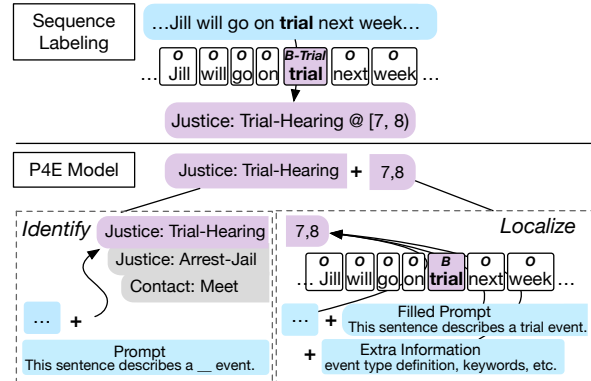 Sequence Labeling
...Jill will go on trial next week...
O O O O B-Trial O O
... Jill will go on trial next week ...
Justice: Trial-Hearing @ [7, 8)
P4E Model
Justice: Trial-Hearing + 7,8
Identify
Justice: Trial-Hearing
Justice: Arrest-Jail
Contact: Meet
... +
Prompt
This sentence describes a __ event.
Localize
7,8
O O O O B O O
... Jill will go on trial next week ...
... + Filled Prompt
This sentence describes a trial event.
+ Extra Information
event type definition, keywords, etc.